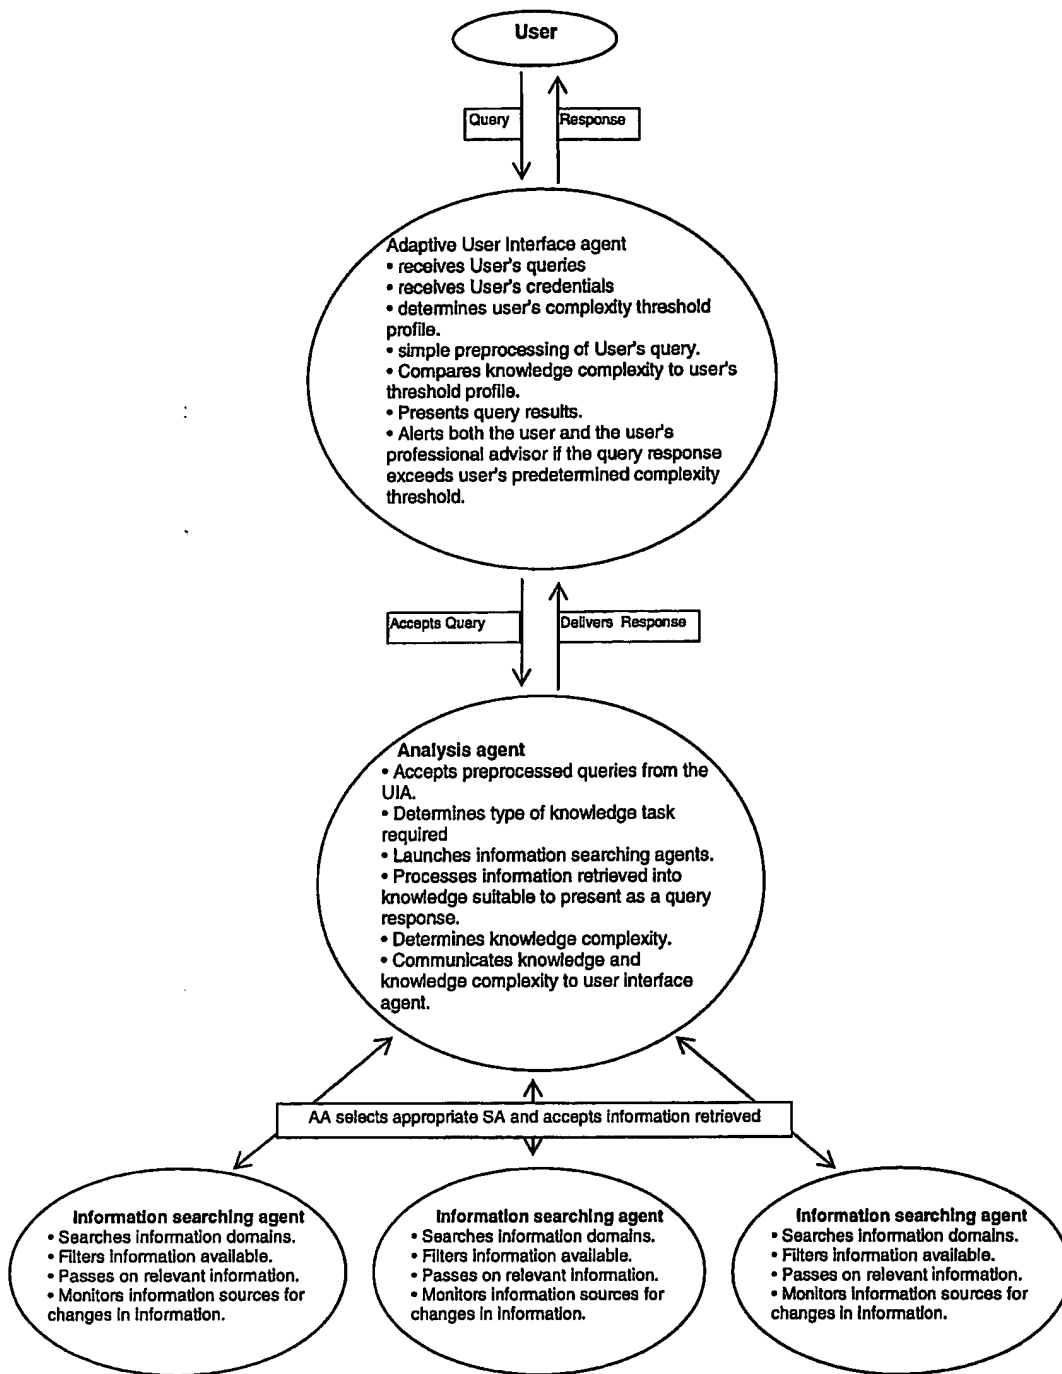 User
Query
Response
Adaptive User Interface agent
• receives User's queries
• receives User's credentials
• determines user's complexity threshold
profile.
• simple preprocessing of User's query.
• Compares knowledge complexity to user's
threshold profile.
• Presents query results.
• Alerts both the user and the user's
professional advisor if the query response
exceeds user's predetermined complexity
threshold.
Accepts Query
Delivers Response
Analysis agent
• Accepts preprocessed queries from the
UIA.
• Determines type of knowledge task
required
• Launches information searching agents.
• Processes information retrieved into
knowledge suitable to present as a query
response.
• Determines knowledge complexity.
• Communicates knowledge and
knowledge complexity to user interface
agent.
AA selects appropriate SA and accepts information retrieved
Information searching agent
• Searches information domains.
• Filters information available.
• Passes on relevant information.
• Monitors information sources for
changes in information.
Information searching agent
• Searches information domains.
• Filters information available.
• Passes on relevant information.
• Monitors information sources for
changes in information.
Information searching agent
• Searches information domains.
• Filters information available.
• Passes on relevant information.
• Monitors information sources for
changes in information.